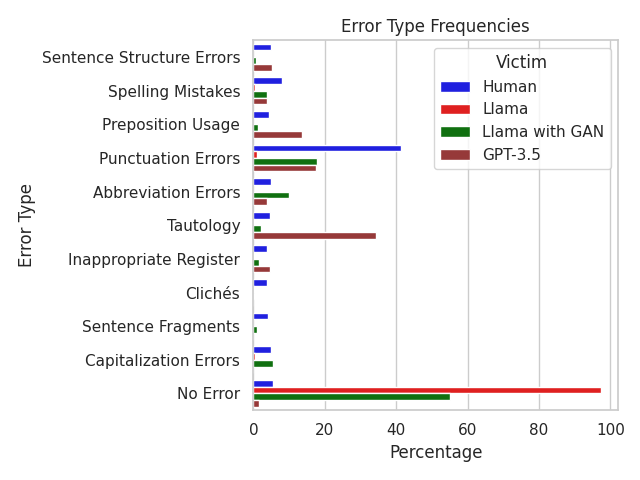 Error Type Frequencies
Victim
Human
Llama
Llama with GAN
GPT-3.5
Error Type
Sentence Structure Errors
Spelling Mistakes
Preposition Usage
Punctuation Errors
Abbreviation Errors
Tautology
Inappropriate Register
Clichés
Sentence Fragments
Capitalization Errors
No Error
0 20 40 60 80 100
Percentage